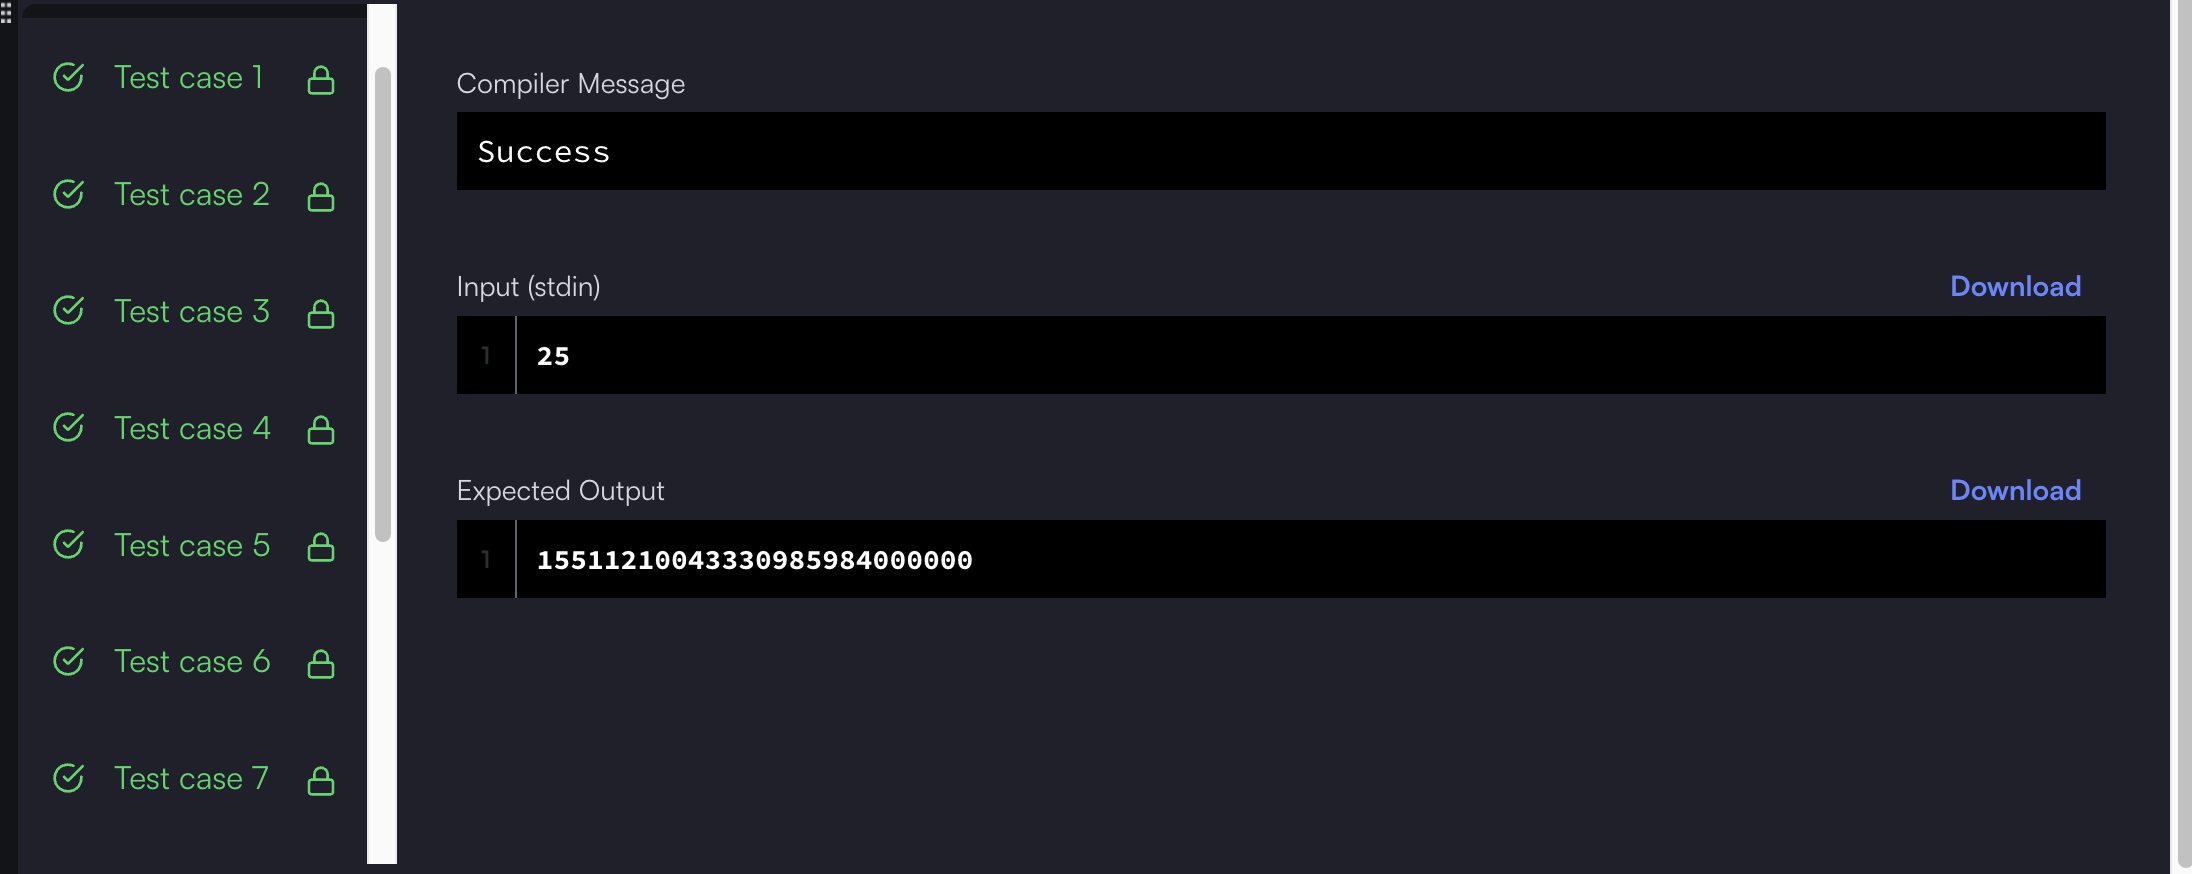 Test case 1
Test case 2
Test case 3
Test case 4
Test case 5
Test case 6
Test case 7
Compiler Message
Success
Input (stdin)
Download
1
25
Expected Output
Download
1
15511210043330985984000000